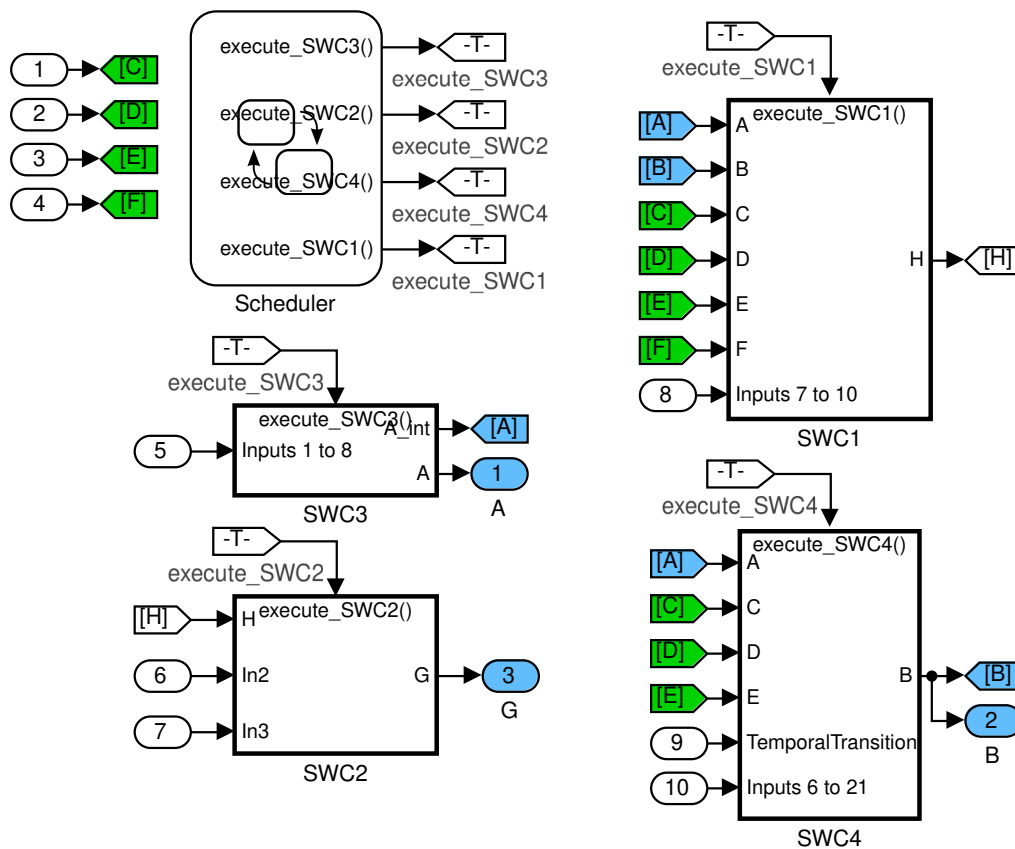 1
[C]
2
[D]
3
[E]
4
[F]
execute_SWC3()
-T-
execute_SWC3
execute_SWC2()
-T-
execute_SWC2
execute_SWC4()
-T-
execute_SWC4
execute_SWC1()
-T-
execute_SWC1
Scheduler
-T-
execute_SWC1
execute_SWC1()
[A]
A
[B]
B
[C]
C
[D]
D
H
[H]
[E]
E
[F]
F
8
Inputs 7 to 10
SWC1
-T-
execute_SWC3
execute_SWC3()
A_int
[A]
5
Inputs 1 to 8
A
1
A
SWC3
-T-
execute_SWC2
execute_SWC2()
[H]
H
6
In2
G
3
G
7
In3
SWC2
-T-
execute_SWC4
execute_SWC4()
[A]
A
[C]
C
[D]
D
B
[B]
[E]
E
2
B
9
TemporalTransition
10
Inputs 6 to 21
SWC4